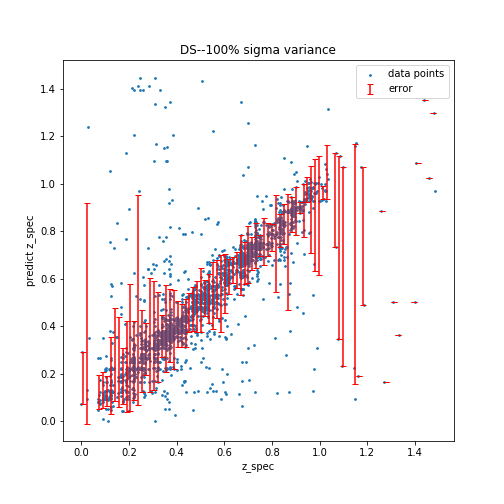 DS--100% sigma variance
data points
error
predict z_spec
1.4
1.2
1.0
0.8
0.6
0.4
0.2
0.0
0.0 0.2 0.4 0.6 0.8 1.0 1.2 1.4
z_spec